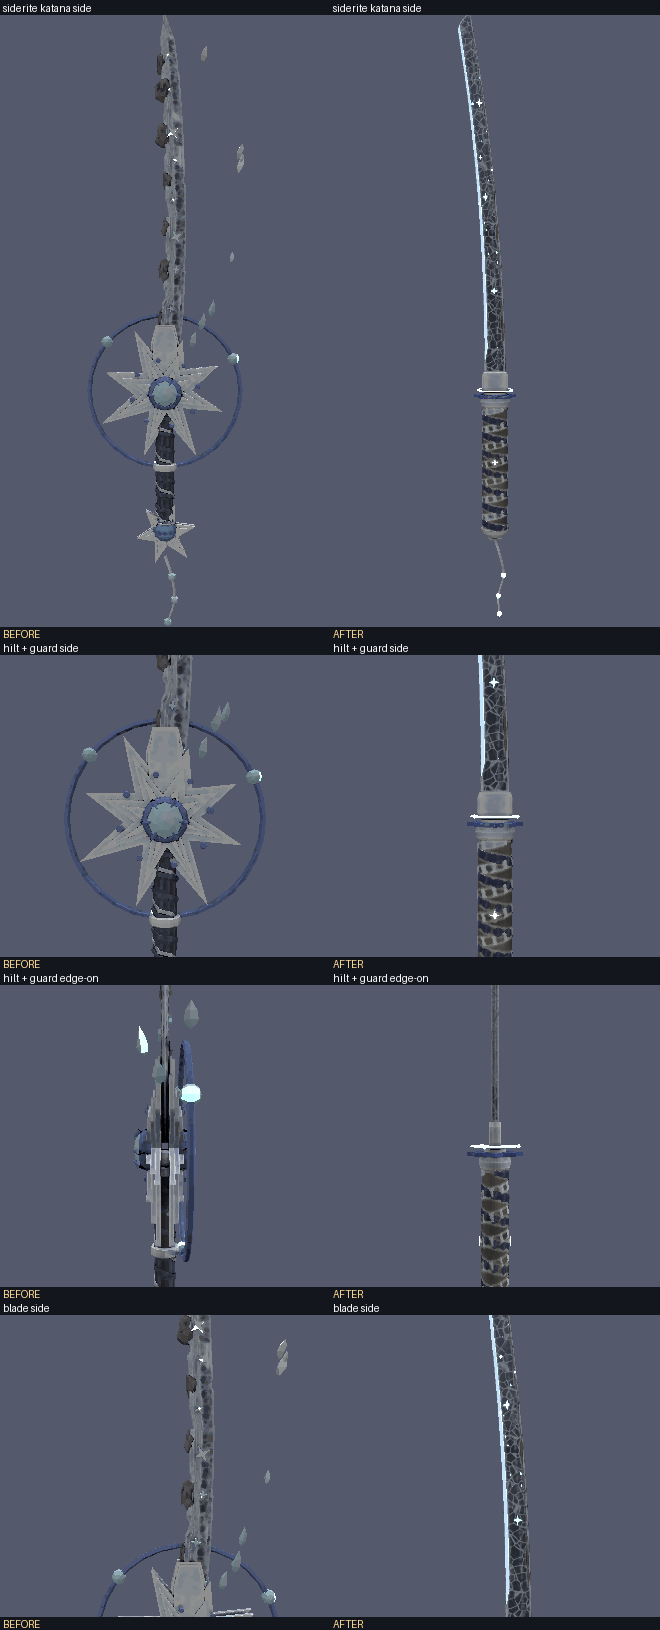 siderite katana side
siderite katana side
BEFORE
AFTER
hilt + guard side
hilt + guard side
BEFORE
AFTER
hilt + guard edge-on
hilt + guard edge-on
BEFORE
AFTER
blade side
blade side
BEFORE
AFTER